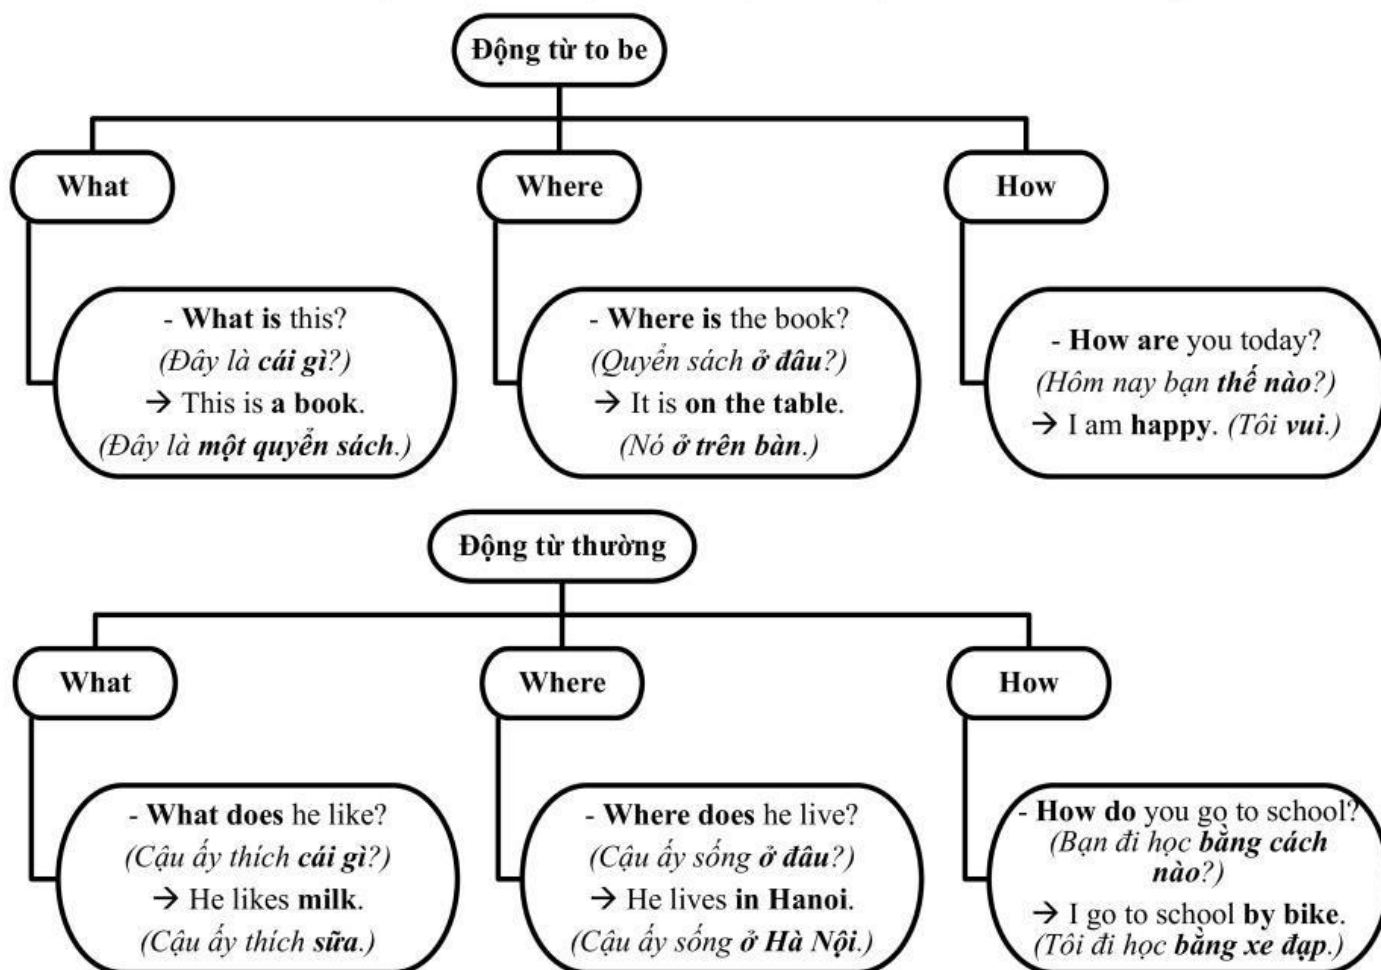 Động từ to be
What
Where
How
- What is this?
(Đây là cái gì?)
→ This is a book.
(Đây là một quyển sách.)
- Where is the book?
(Quyển sách ở đâu?)
→ It is on the table.
(Nó ở trên bàn.)
- How are you today?
(Hôm nay bạn thế nào?)
→ I am happy. (Tôi vui.)
Động từ thường
What
Where
How
- What does he like?
(Cậu ấy thích cái gì?)
→ He likes milk.
(Cậu ấy thích sữa.)
- Where does he live?
(Cậu ấy sống ở đâu?)
→ He lives in Hanoi.
(Cậu ấy sống ở Hà Nội.)
- How do you go to school?
(Bạn đi học bằng cách
nào?)
→ I go to school by bike.
(Tôi đi học bằng xe đạp.)